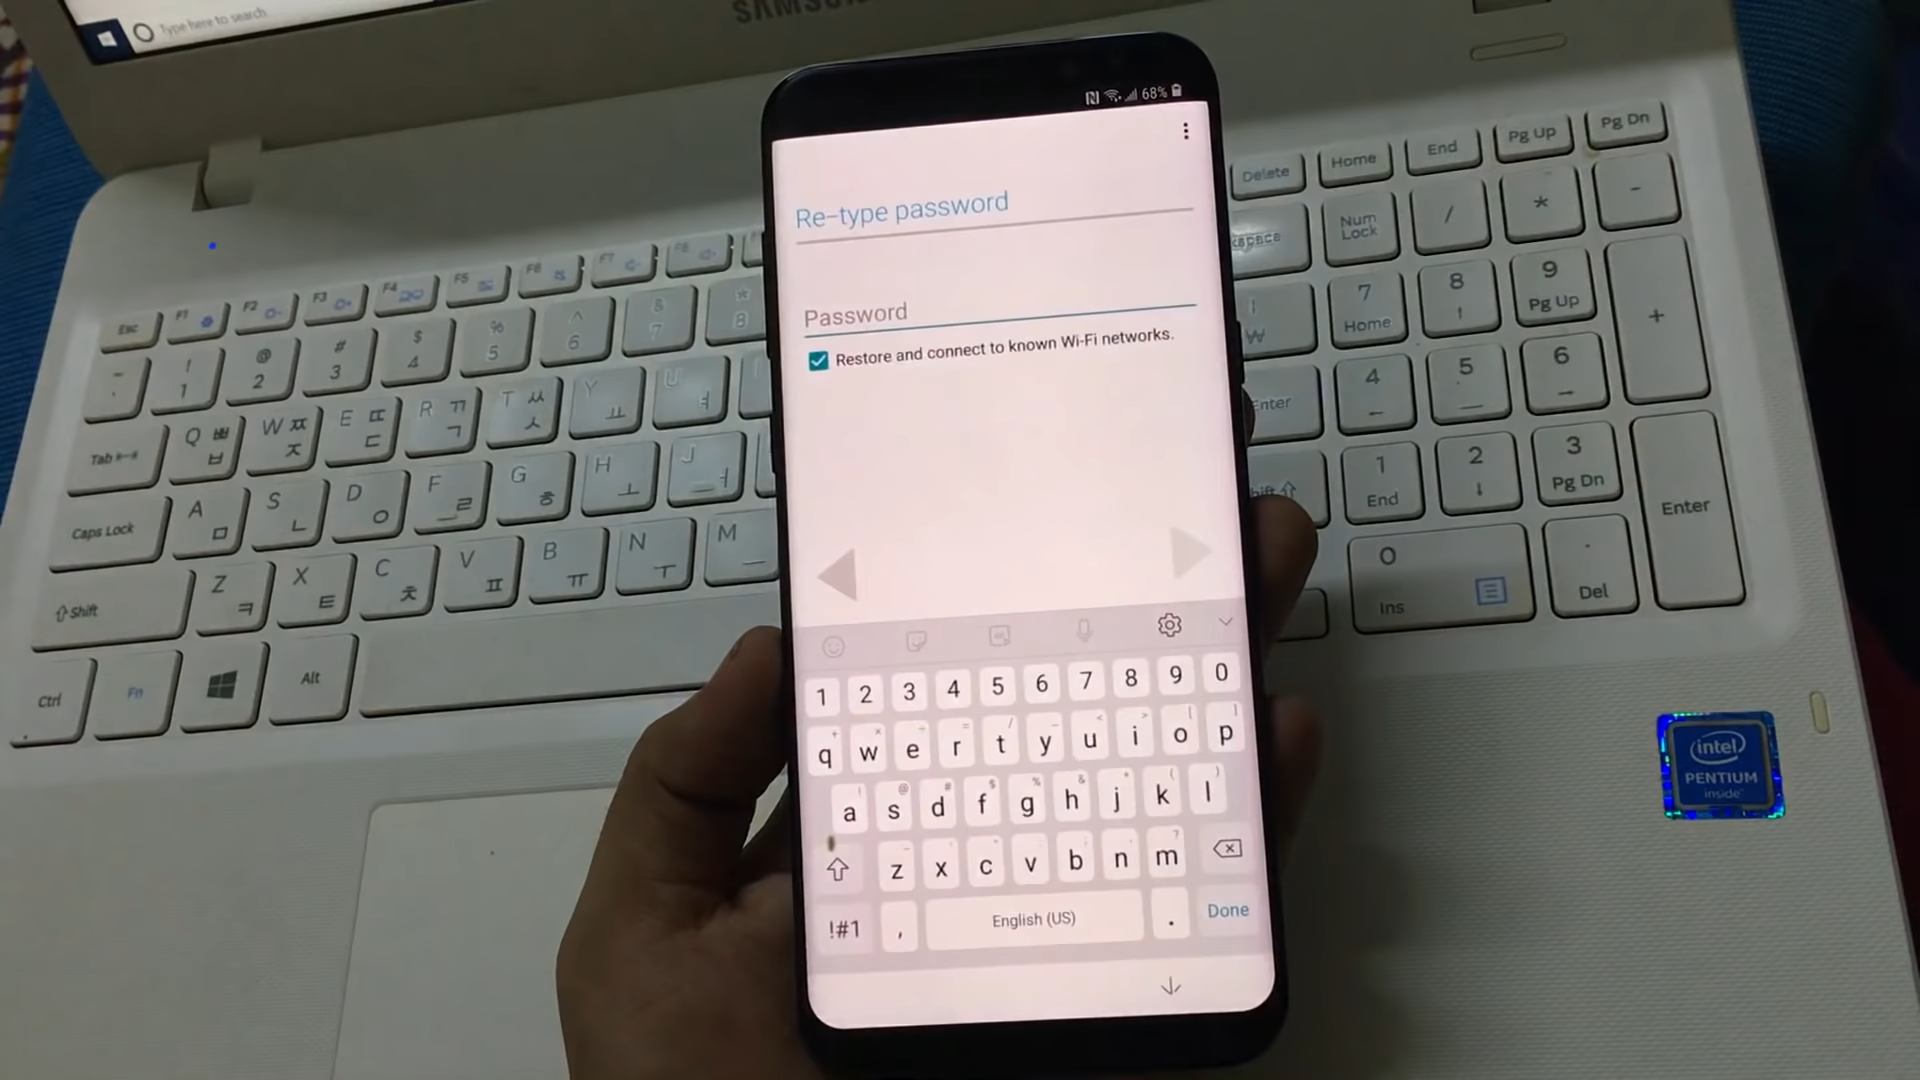 Type here to search
SAMSUN
68%
Re-type password
Password
Restore and connect to known Wi-Fi networks.
1 2 3 4 5 6 7 8 9 0
q w e r t y u i o p
a s d f g h j k l
z x c v b n m
!#1 , English (US) . Done
Esc F1 F2 F3 F4 F5 F6 F7 F8
Delete Home End Pg Up Pg Dn
~ ! 1 @ 2 # 3 $ 4 % 5 ^ 6 & 7 * 8
Num Lock / * -
Tab Q ㅃ ㅂ W ㅉ ㅈ E ㄸ ㄷ R ㄲ ㄱ T ㅆ ㅅ Y ㅛ U ㅕ
₩ 7 Home 8 ↑ 9 Pg Up +
Caps Lock A ㅁ S ㄴ D ㅇ F ㄹ G ㅎ H ㅗ J ㅓ
Enter 4 ← 5 6 →
Shift Z ㅋ X ㅌ C ㅊ V ㅍ B ㅠ N ㅜ M ㅡ
1 End 2 ↓ 3 Pg Dn Enter
Ctrl Fn Alt
0 Ins . Del
intel
PENTIUM
inside